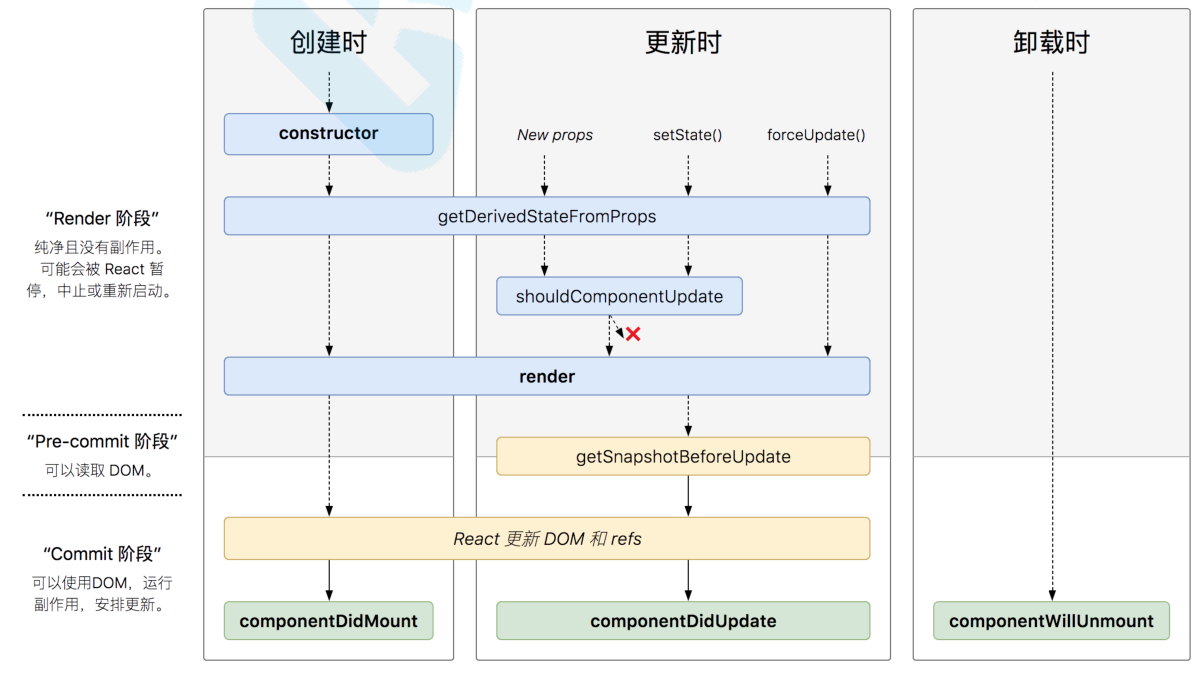 创建时
更新时
卸载时
constructor
New props
setState()
forceUpdate()
“Render 阶段”
纯净且没有副作用。
可能会被 React 暂
停，中止或重新启动。
getDerivedStateFromProps
shouldComponentUpdate
render
“Pre-commit 阶段”
可以读取 DOM。
getSnapshotBeforeUpdate
React 更新 DOM 和 refs
“Commit 阶段”
可以使用DOM，运行
副作用，安排更新。
componentDidMount
componentDidUpdate
componentWillUnmount